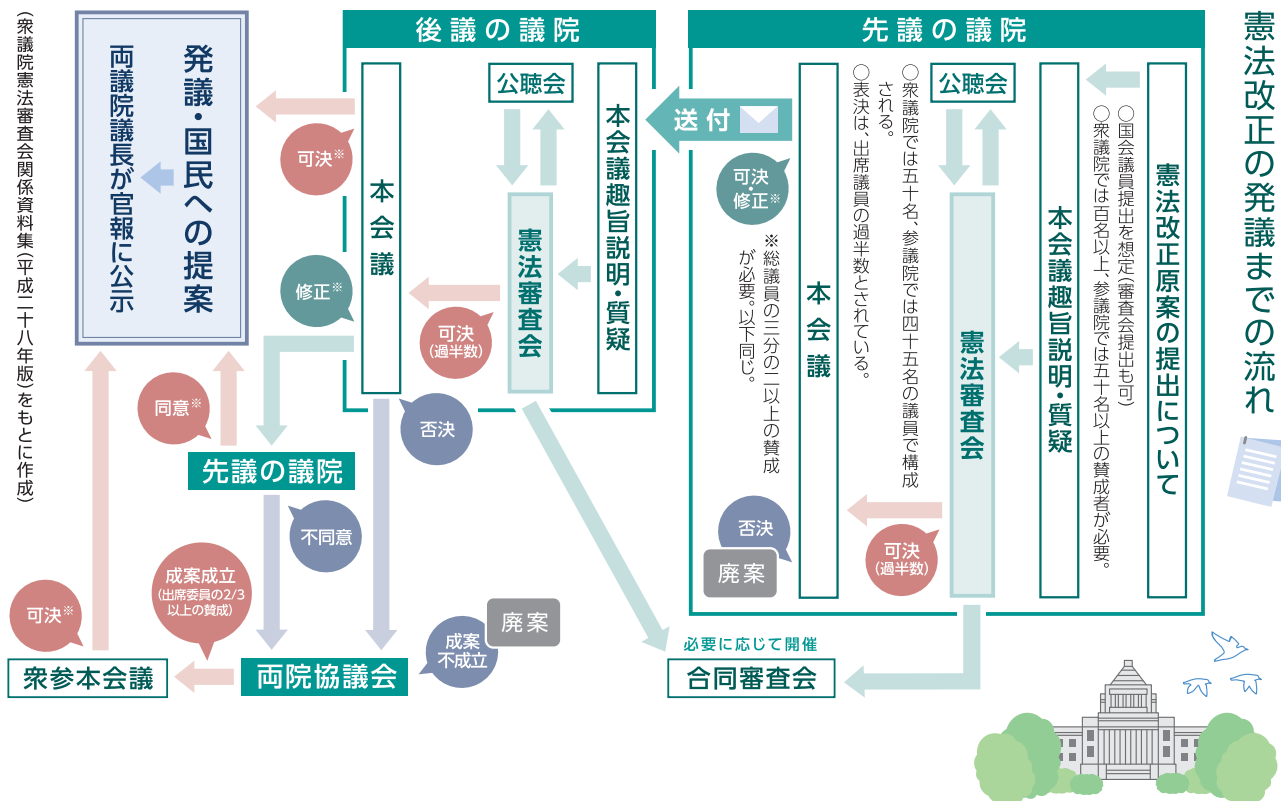 憲法改正の発議までの流れ
先議の議院
憲法改正原案の提出について
〇国会議員提出を想定（審査会提出も可）
〇衆議院では百名以上、参議院では五十名以上の賛成者が必要。
本会議趣旨説明・質疑
公聴会
憲法審査会
〇衆議院では五十名、参議院では四十五名の議員で構成
される。
〇表決は、出席議員の過半数とされている。
可決
（過半数）
本会議
可決・
修正※
※総議員の三分の二以上の賛成
が必要。以下同じ。
否決
廃案
送付
必要に応じて開催
合同審査会
後議の議院
本会議趣旨説明・質疑
公聴会
憲法審査会
可決
（過半数）
本会議
可決※
修正※
否決
先議の議院
同意※
不同意
両院協議会
成案
不成立
廃案
成案成立
（出席委員の2/3
以上の賛成）
衆参本会議
可決※
発議・国民への提案
両議院議長が官報に公示
（衆議院憲法審査会関係資料集（平成二十八年版）をもとに作成）